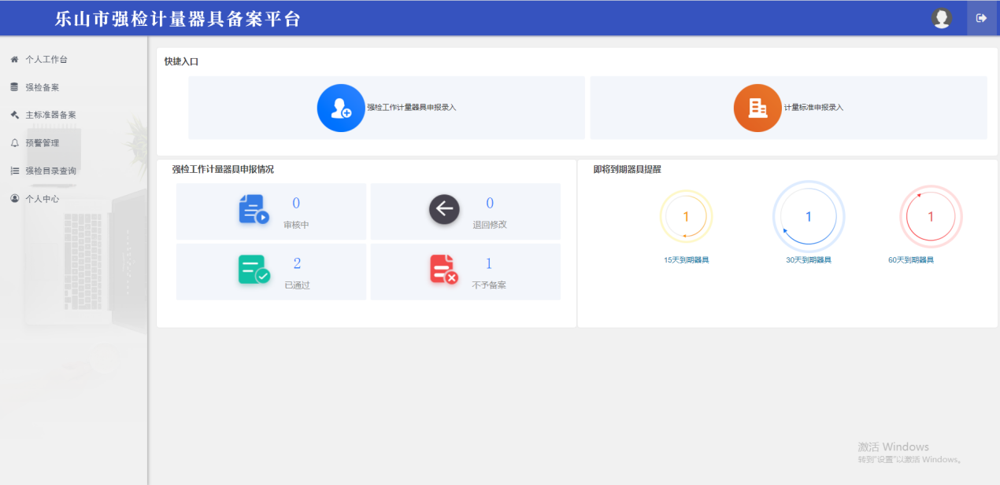 乐山市强检计量器具备案平台
个人工作台
强检备案
主标准器备案
预警管理
强检目录查询
个人中心
快捷入口
强检工作计量器具申报录入
计量标准申报录入
强检工作计量器具申报情况
0
审核中
0
退回修改
2
已通过
1
不予备案
即将到期器具提醒
1
15天到期器具
1
30天到期器具
1
60天到期器具
激活 Windows
转到"设置"以激活 Windows。